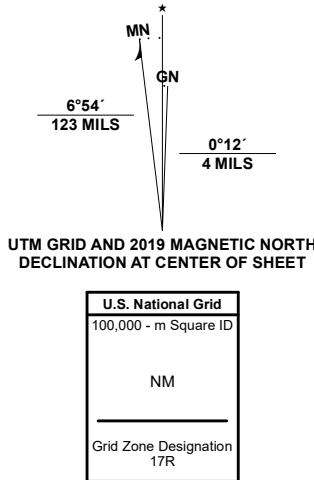 ★
MN
GN
6°54´
123 MILS
0°12´
4 MILS
UTM GRID AND 2019 MAGNETIC NORTH
DECLINATION AT CENTER OF SHEET
U.S. National Grid
100,000 - m Square ID
NM
Grid Zone Designation
17R